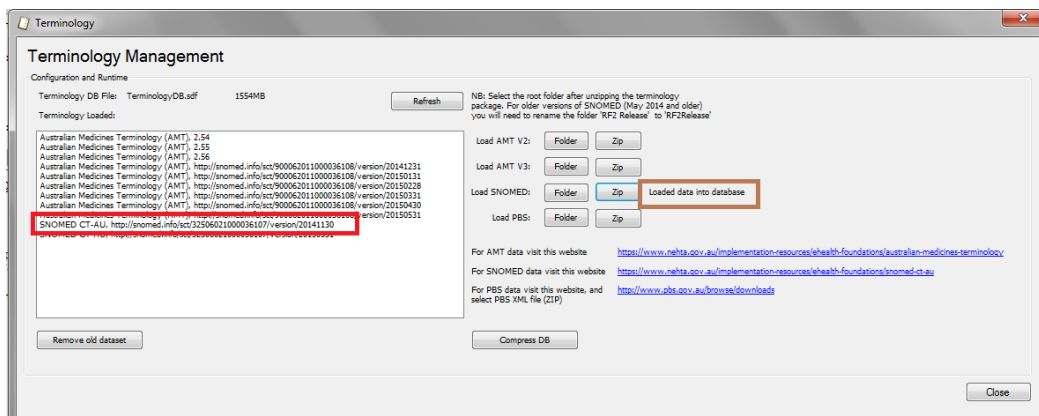 Terminology
Terminology Management
Configuration and Runtime
Terminology DB File: TerminologyDB.sdf 1554MB
Refresh
Terminology Loaded:
Australian Medicines Terminology (AMT), 2.54
Australian Medicines Terminology (AMT), 2.55
Australian Medicines Terminology (AMT), 2.56
Australian Medicines Terminology (AMT), http://snomed.info/sct/900062011000036108/version/20141231
Australian Medicines Terminology (AMT), http://snomed.info/sct/900062011000036108/version/20150131
Australian Medicines Terminology (AMT), http://snomed.info/sct/900062011000036108/version/20150228
Australian Medicines Terminology (AMT), http://snomed.info/sct/900062011000036108/version/20150331
Australian Medicines Terminology (AMT), http://snomed.info/sct/900062011000036108/version/20150430
Australian Medicines Terminology (AMT), http://snomed.info/sct/900062011000036108/version/20150531
SNOMED CT-AU, http://snomed.info/sct/32506021000036107/version/20141130
SNOMED CT-AU, http://snomed.info/sct/32506021000036107/version/20150531
Remove old dataset
NB: Select the root folder after unzipping the terminology
package. For older versions of SNOMED (May 2014 and older)
you will need to rename the folder 'RF2 Release' to 'RF2Release'
Load AMT V2: Folder Zip
Load AMT V3: Folder Zip
Load SNOMED: Folder Zip Loaded data into database
Load PBS: Folder Zip
For AMT data visit this website https://www.nehta.gov.au/implementation-resources/ehealth-foundations/australian-medicines-terminology
For SNOMED data visit this website https://www.nehta.gov.au/implementation-resources/ehealth-foundations/snomed-ct-au
For PBS data visit this website, and http://www.pbs.gov.au/browse/downloads
select PBS XML file (ZIP)
Compress DB
Close